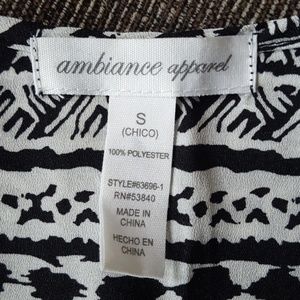 ambiance apparel
S
(CHICO)
100% POLYESTER
STYLE#63696-1
RN#53840
MADE IN
CHINA
HECHO EN
CHINA